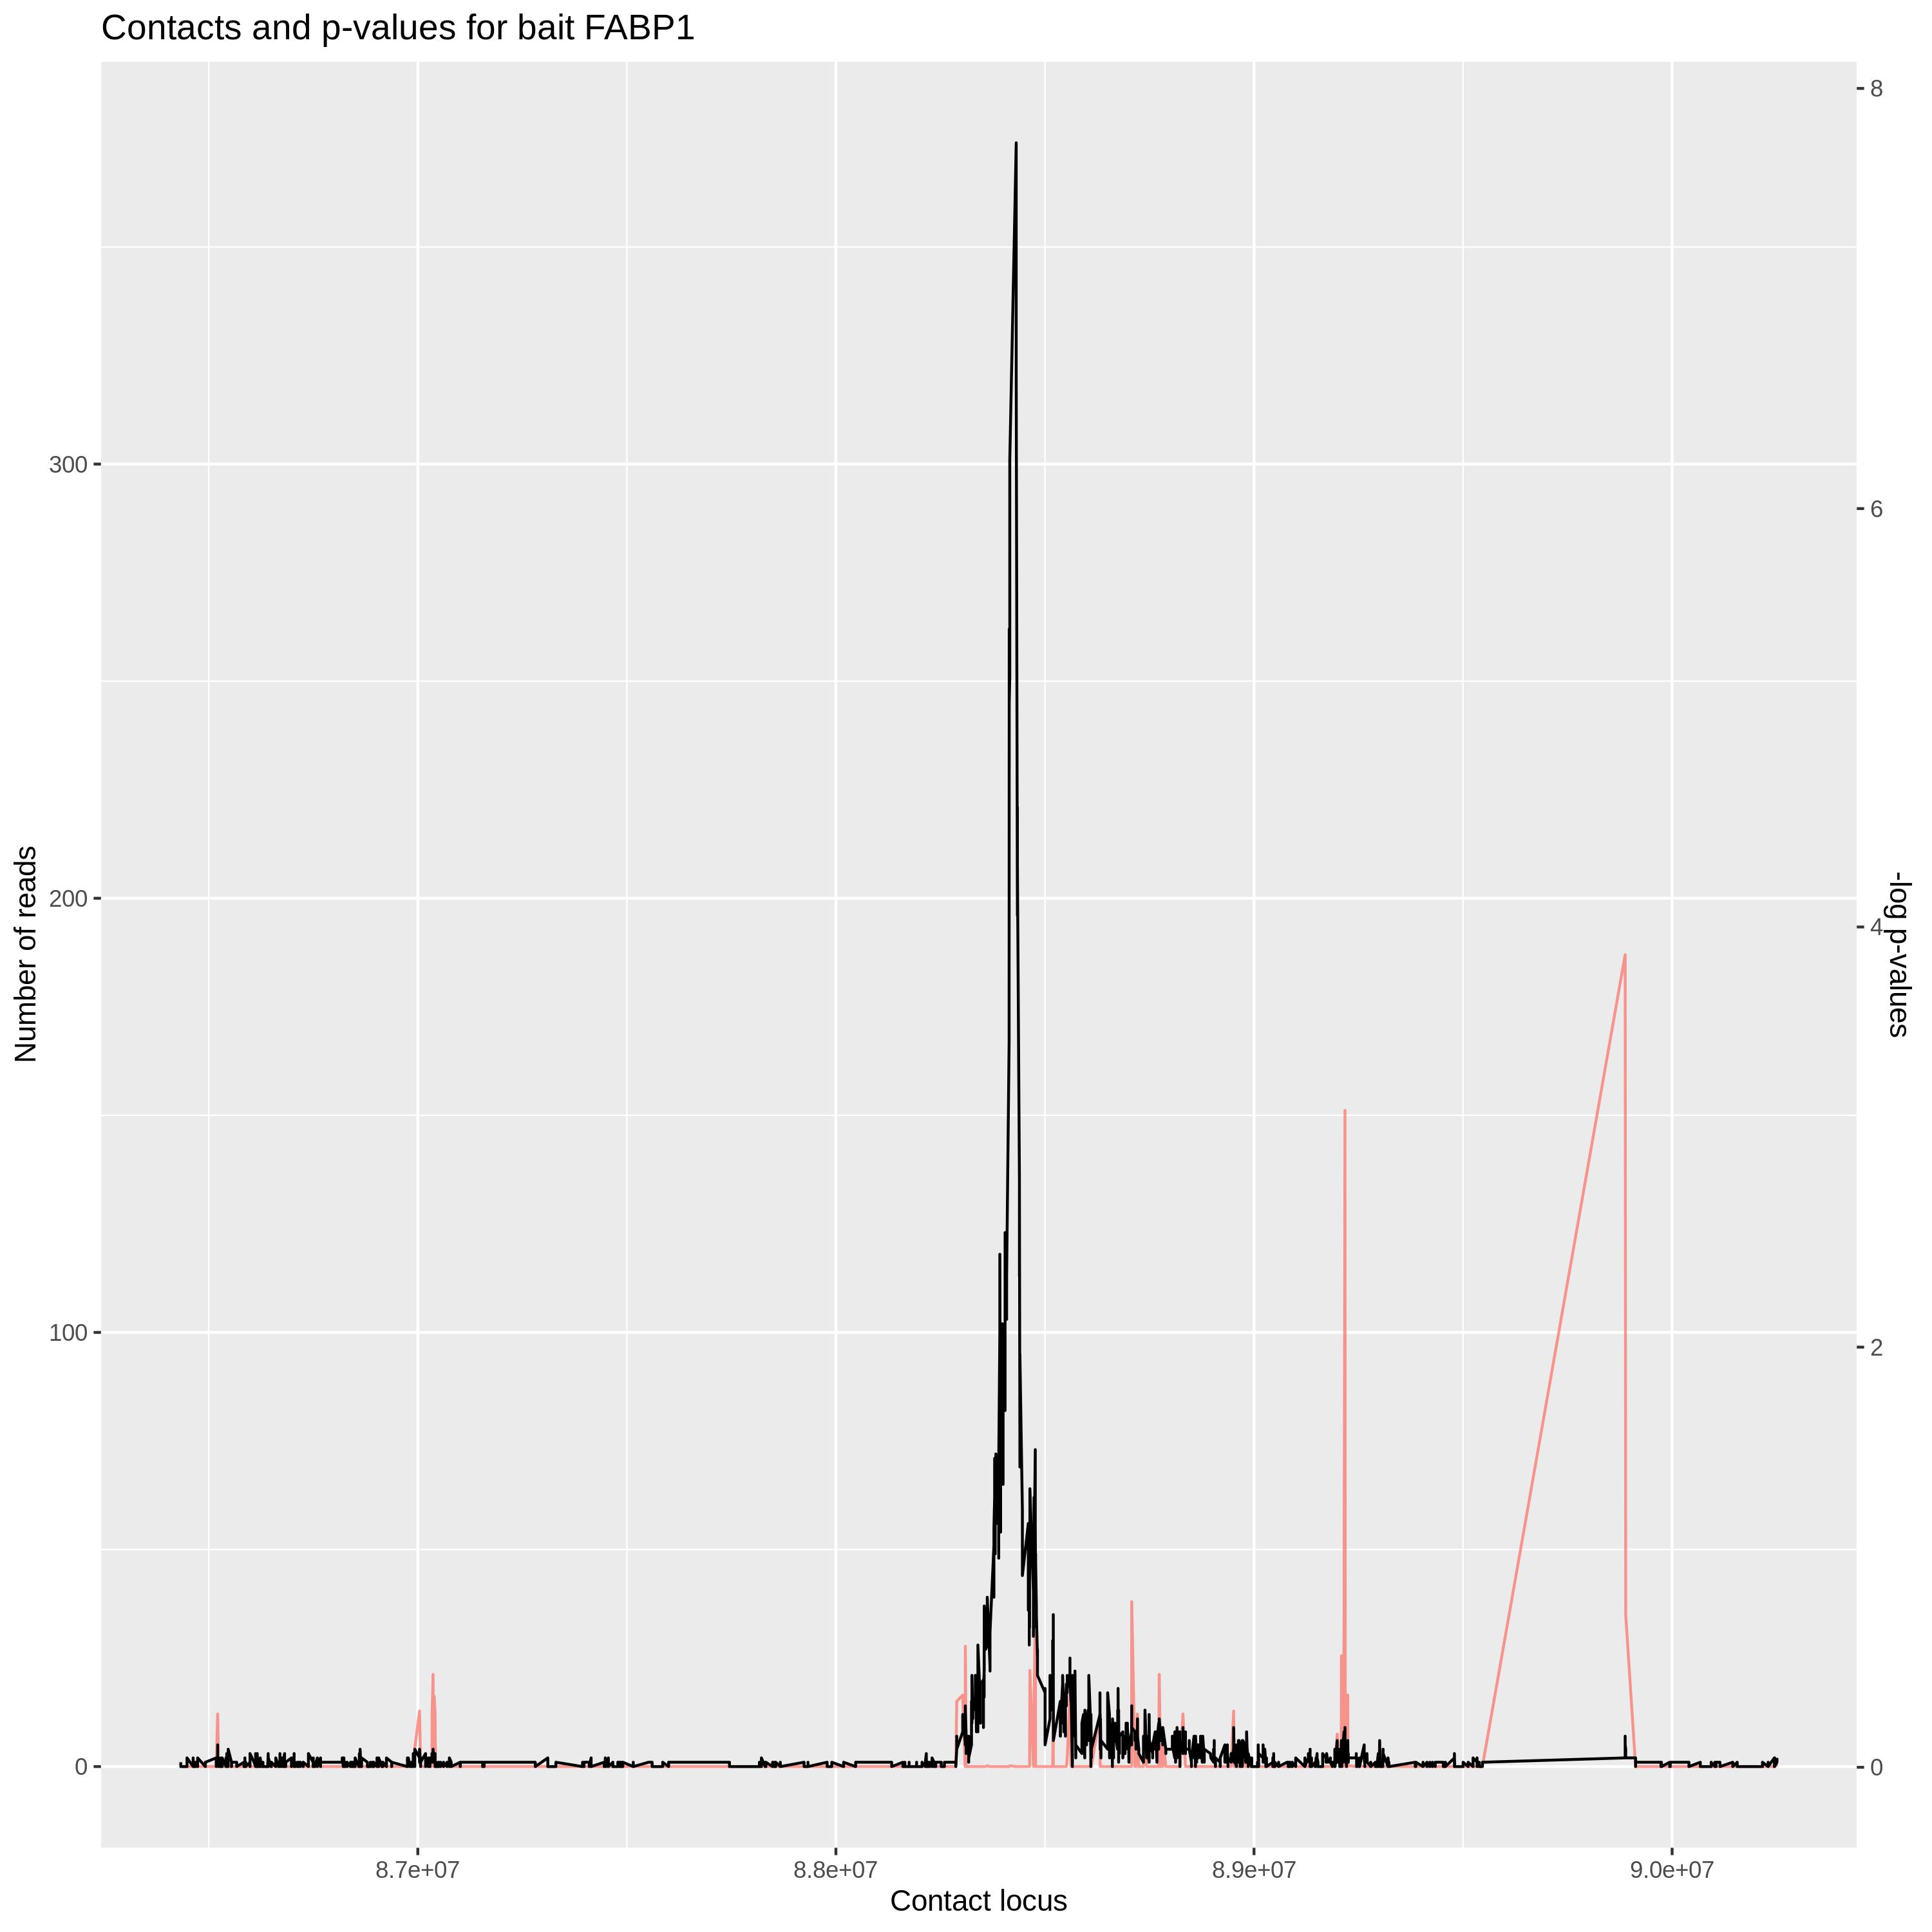 Contacts and p-values for bait FABP1
Number of reads
300
200
100
0
8
6
4
2
0
-log p-values
8.7e+07
8.8e+07
8.9e+07
9.0e+07
Contact locus